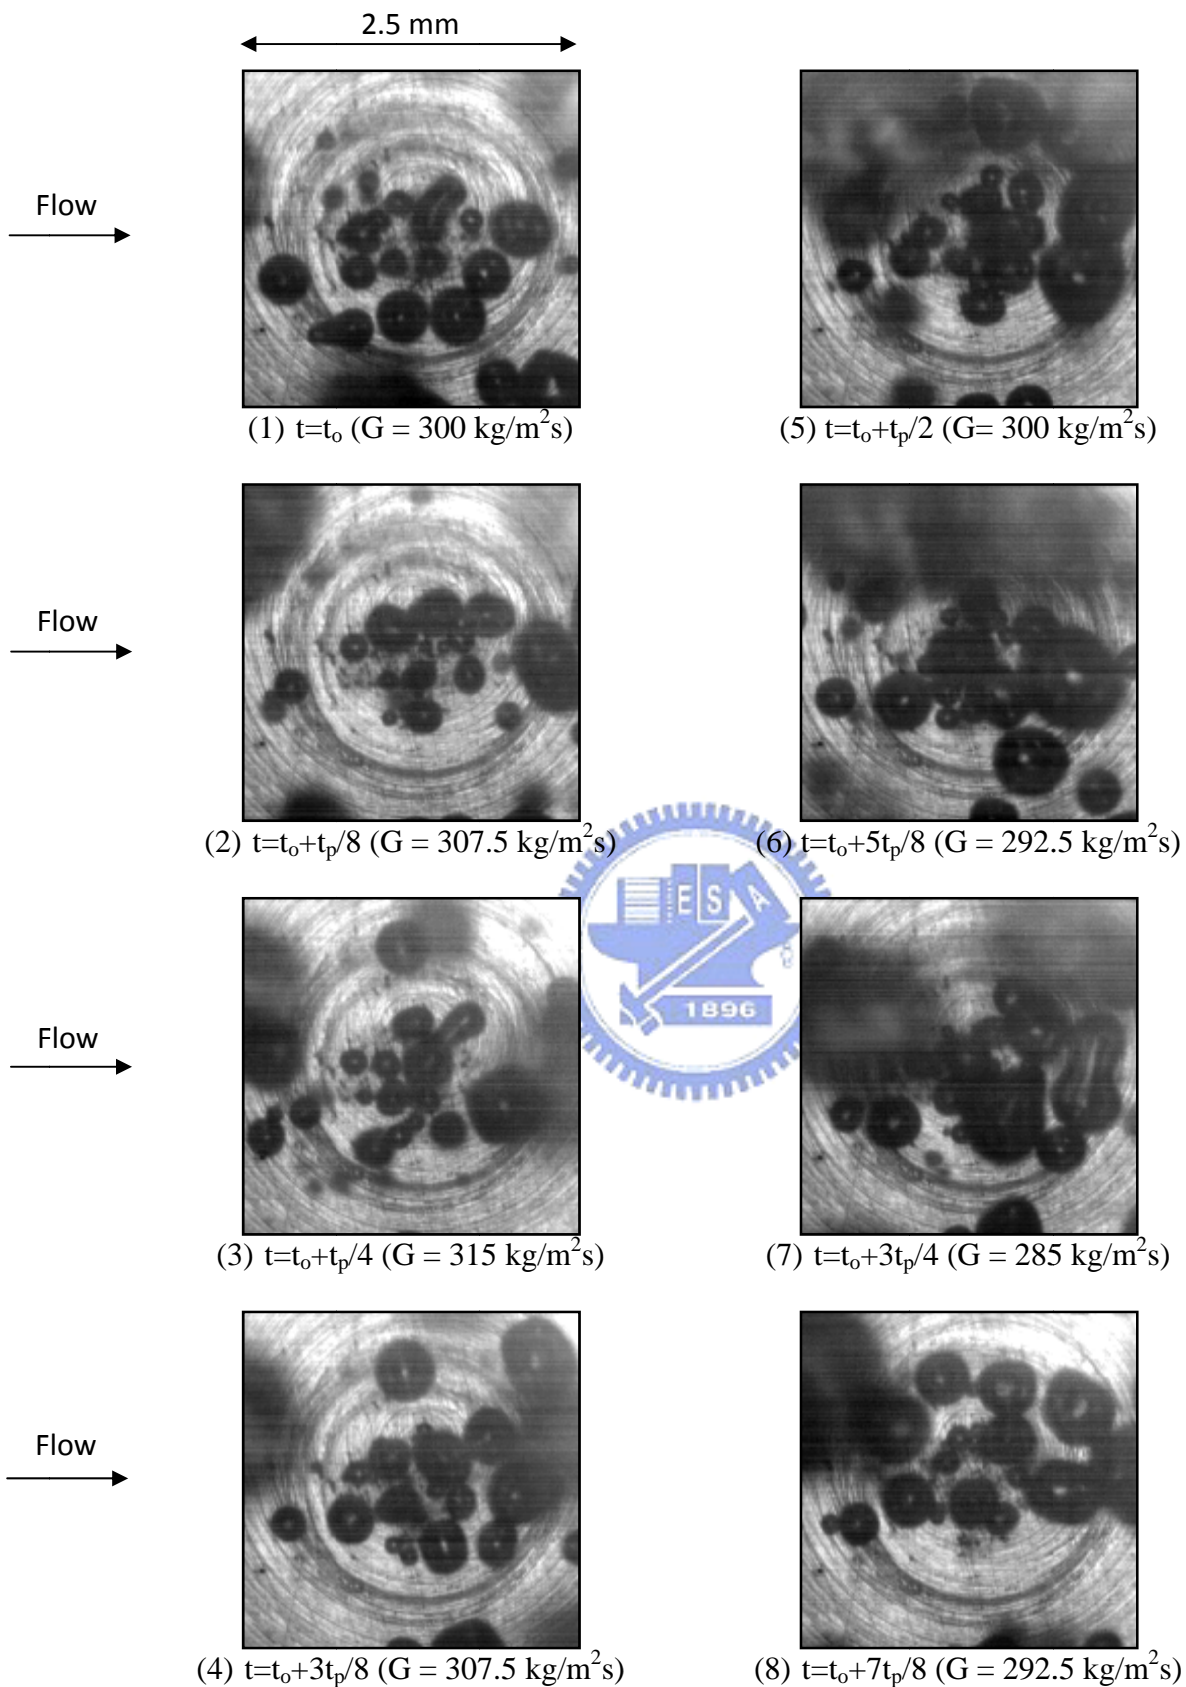 2.5 mm
Flow
(1) t=tₒ (G = 300 kg/m²s)
(5) t=tₒ+tₚ/2 (G= 300 kg/m²s)
Flow
(2) t=tₒ+tₚ/8 (G = 307.5 kg/m²s)
(6) t=tₒ+5tₚ/8 (G = 292.5 kg/m²s)
E S A
1896
Flow
(3) t=tₒ+tₚ/4 (G = 315 kg/m²s)
(7) t=tₒ+3tₚ/4 (G = 285 kg/m²s)
Flow
(4) t=tₒ+3tₚ/8 (G = 307.5 kg/m²s)
(8) t=tₒ+7tₚ/8 (G = 292.5 kg/m²s)